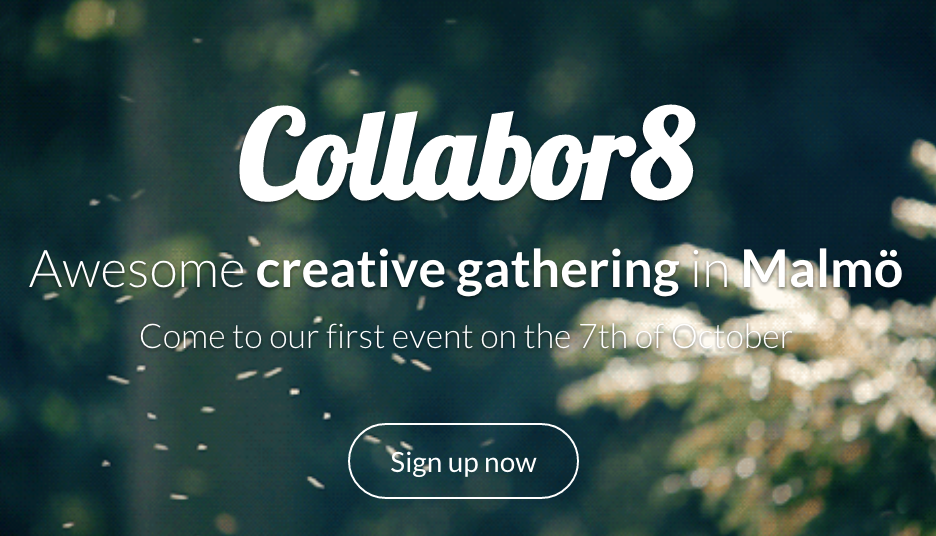 Collabor8
Awesome creative gathering in Malmö
Come to our first event on the 7th of October
Sign up now